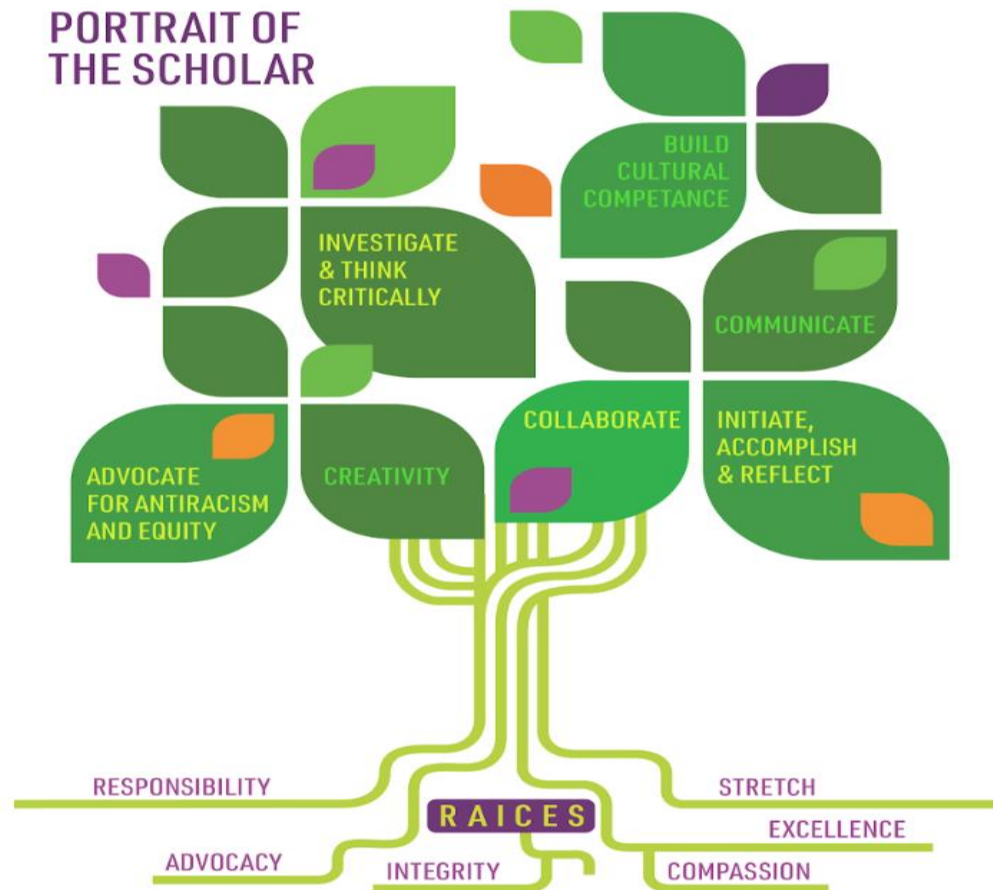 PORTRAIT OF
THE SCHOLAR
BUILD
CULTURAL
COMPETANCE
INVESTIGATE
& THINK
CRITICALLY
COMMUNICATE
COLLABORATE
INITIATE,
ACCOMPLISH
& REFLECT
ADVOCATE
FOR ANTIRACISM
AND EQUITY
CREATIVITY
RESPONSIBILITY
STRETCH
RAICES
EXCELLENCE
ADVOCACY
INTEGRITY
COMPASSION